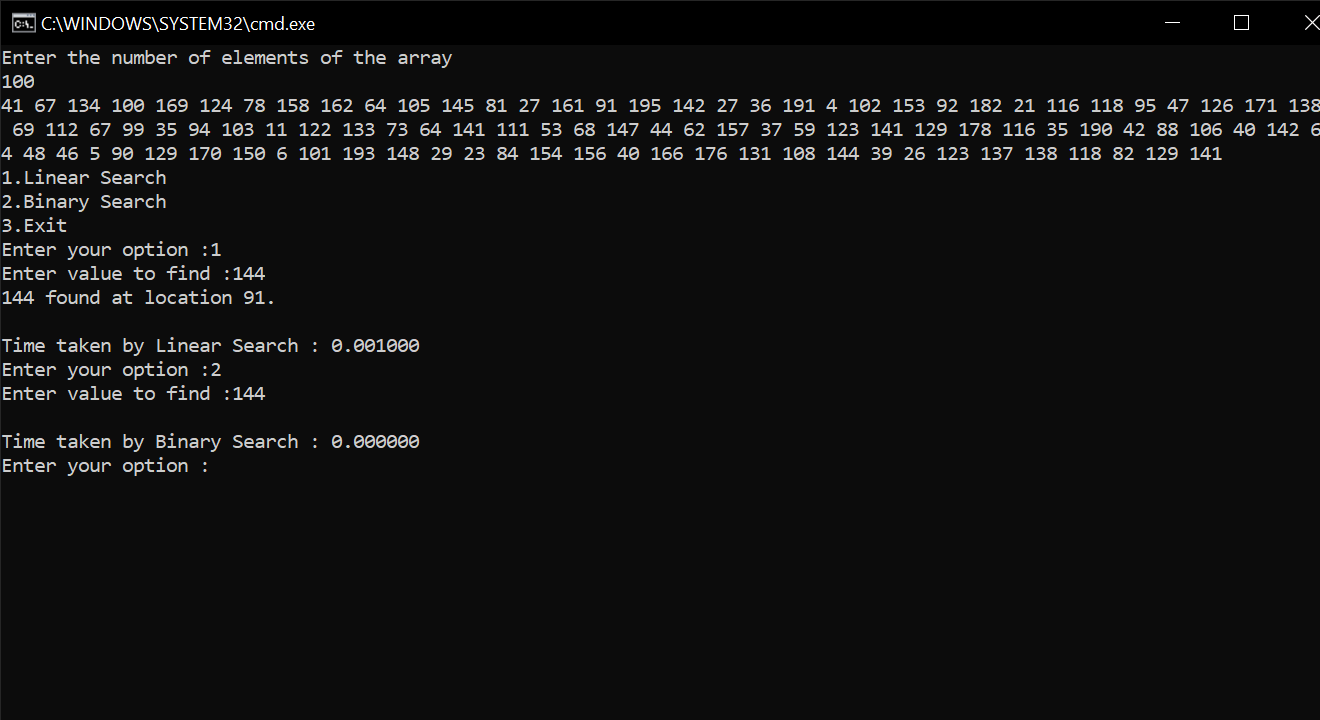 C:\WINDOWS\SYSTEM32\cmd.exe
Enter the number of elements of the array
100
41 67 134 100 169 124 78 158 162 64 105 145 81 27 161 91 195 142 27 36 191 4 102 153 92 182 21 116 118 95 47 126 171 138
69 112 67 99 35 94 103 11 122 133 73 64 141 111 53 68 147 44 62 157 37 59 123 141 129 178 116 35 190 42 88 106 40 142 6
4 48 46 5 90 129 170 150 6 101 193 148 29 23 84 154 156 40 166 176 131 108 144 39 26 123 137 138 118 82 129 141
1.Linear Search
2.Binary Search
3.Exit
Enter your option :1
Enter value to find :144
144 found at location 91.
Time taken by Linear Search : 0.001000
Enter your option :2
Enter value to find :144
Time taken by Binary Search : 0.000000
Enter your option :